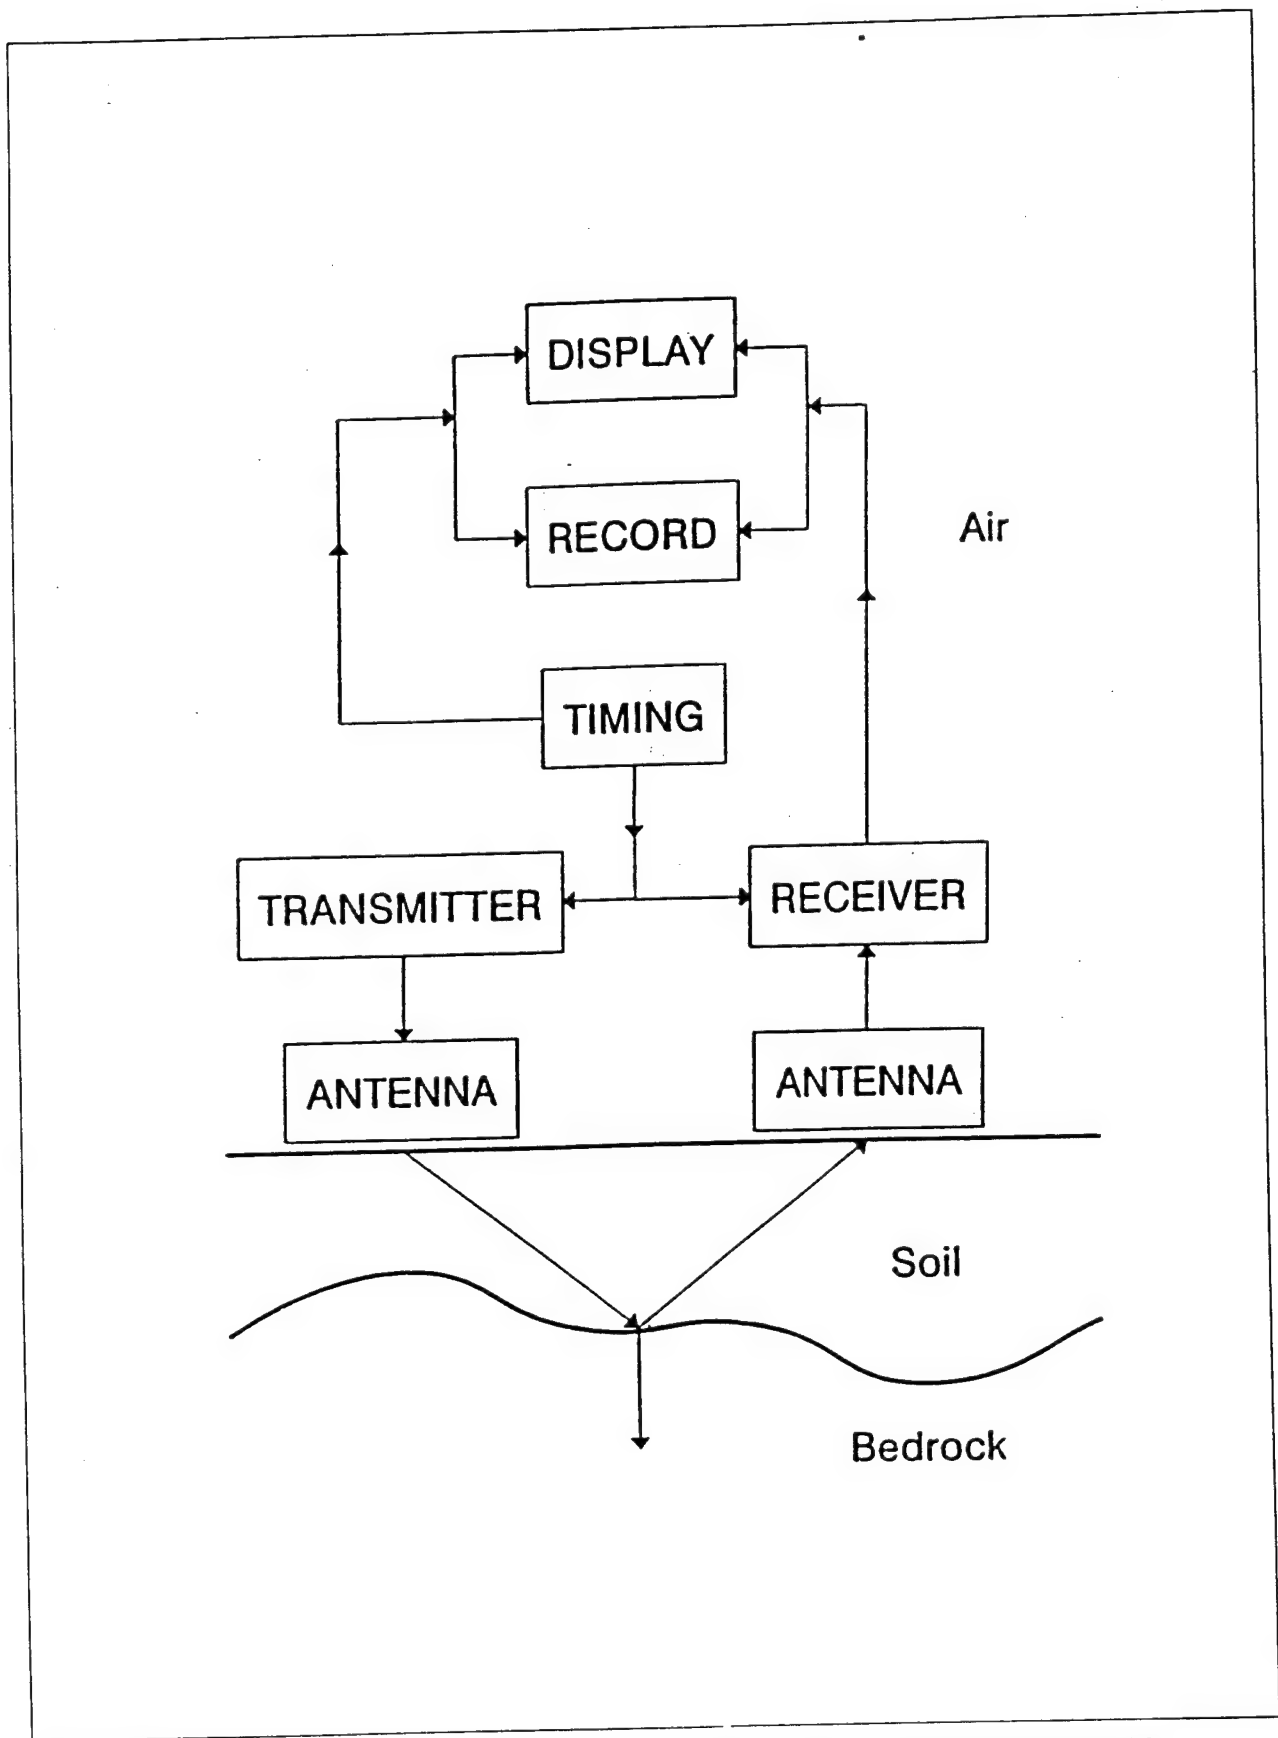 DISPLAY
RECORD
Air
TIMING
TRANSMITTER
RECEIVER
ANTENNA
ANTENNA
Soil
Bedrock